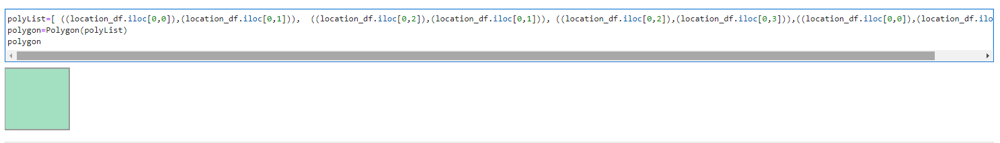 polyList=[ ((location_df.iloc[0,0]),(location_df.iloc[0,1])),  ((location_df.iloc[0,2]),(location_df.iloc[0,1])), ((location_df.iloc[0,2]),(location_df.iloc[0,3])),((location_df.iloc[0,0]),(location_df.ilo
polygon=Polygon(polyList)
polygon